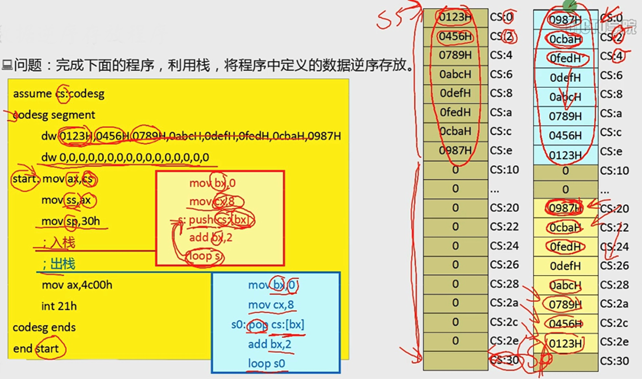 问题：完成下面的程序，利用栈，将程序中定义的数据逆序存放。
assume cs:codesg
codesg segment
dw 0123H,0456H,0789H,0abcH,0defH,0fedH,0cbaH,0987H
dw 0,0,0,0,0,0,0,0,0,0,0,0,0,0,0,0
start: mov ax,cs
mov ss,ax
mov sp,30h
；入栈
；出栈
mov ax,4c00h
int 21h
codesg ends
end start
mov bx,0
mov cx,8
s: push cs:[bx]
add bx,2
loop s
mov bx,0
mov cx,8
s0: pop cs:[bx]
add bx,2
loop s0
0123H CS:0
0456H CS:2
0789H CS:4
0abcH CS:6
0defH CS:8
0fedH CS:a
0cbaH CS:c
0987H CS:e
0 CS:10
0 ...
0 CS:20
0 CS:22
0 CS:24
0 CS:26
0 CS:28
0 CS:2a
0 CS:2c
0 CS:2e
CS:30
0987H CS:0
0cbaH CS:2
0fedH CS:4
0defH CS:6
0abcH CS:8
0789H CS:a
0456H CS:c
0123H CS:e
0 CS:10
0 ...
0987H CS:20
0cbaH CS:22
0fedH CS:24
0defH CS:26
0abcH CS:28
0789H CS:2a
0456H CS:2c
0123H CS:2e
CS:30